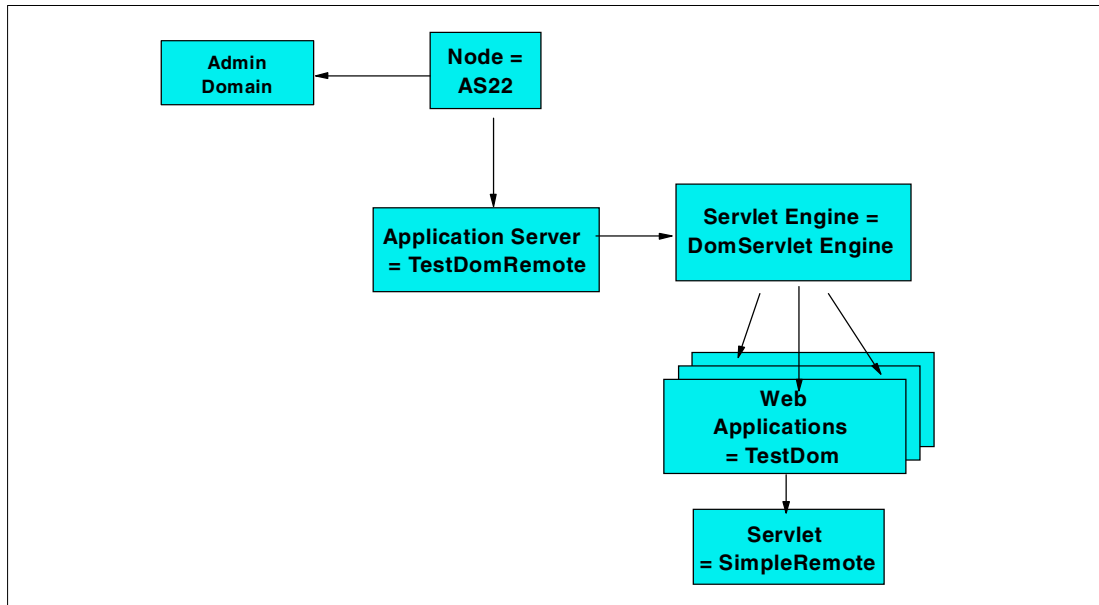 Admin
Domain
Node =
AS22
Application Server
= TestDomRemote
Servlet Engine =
DomServlet Engine
Web
Applications
= TestDom
Servlet
= SimpleRemote